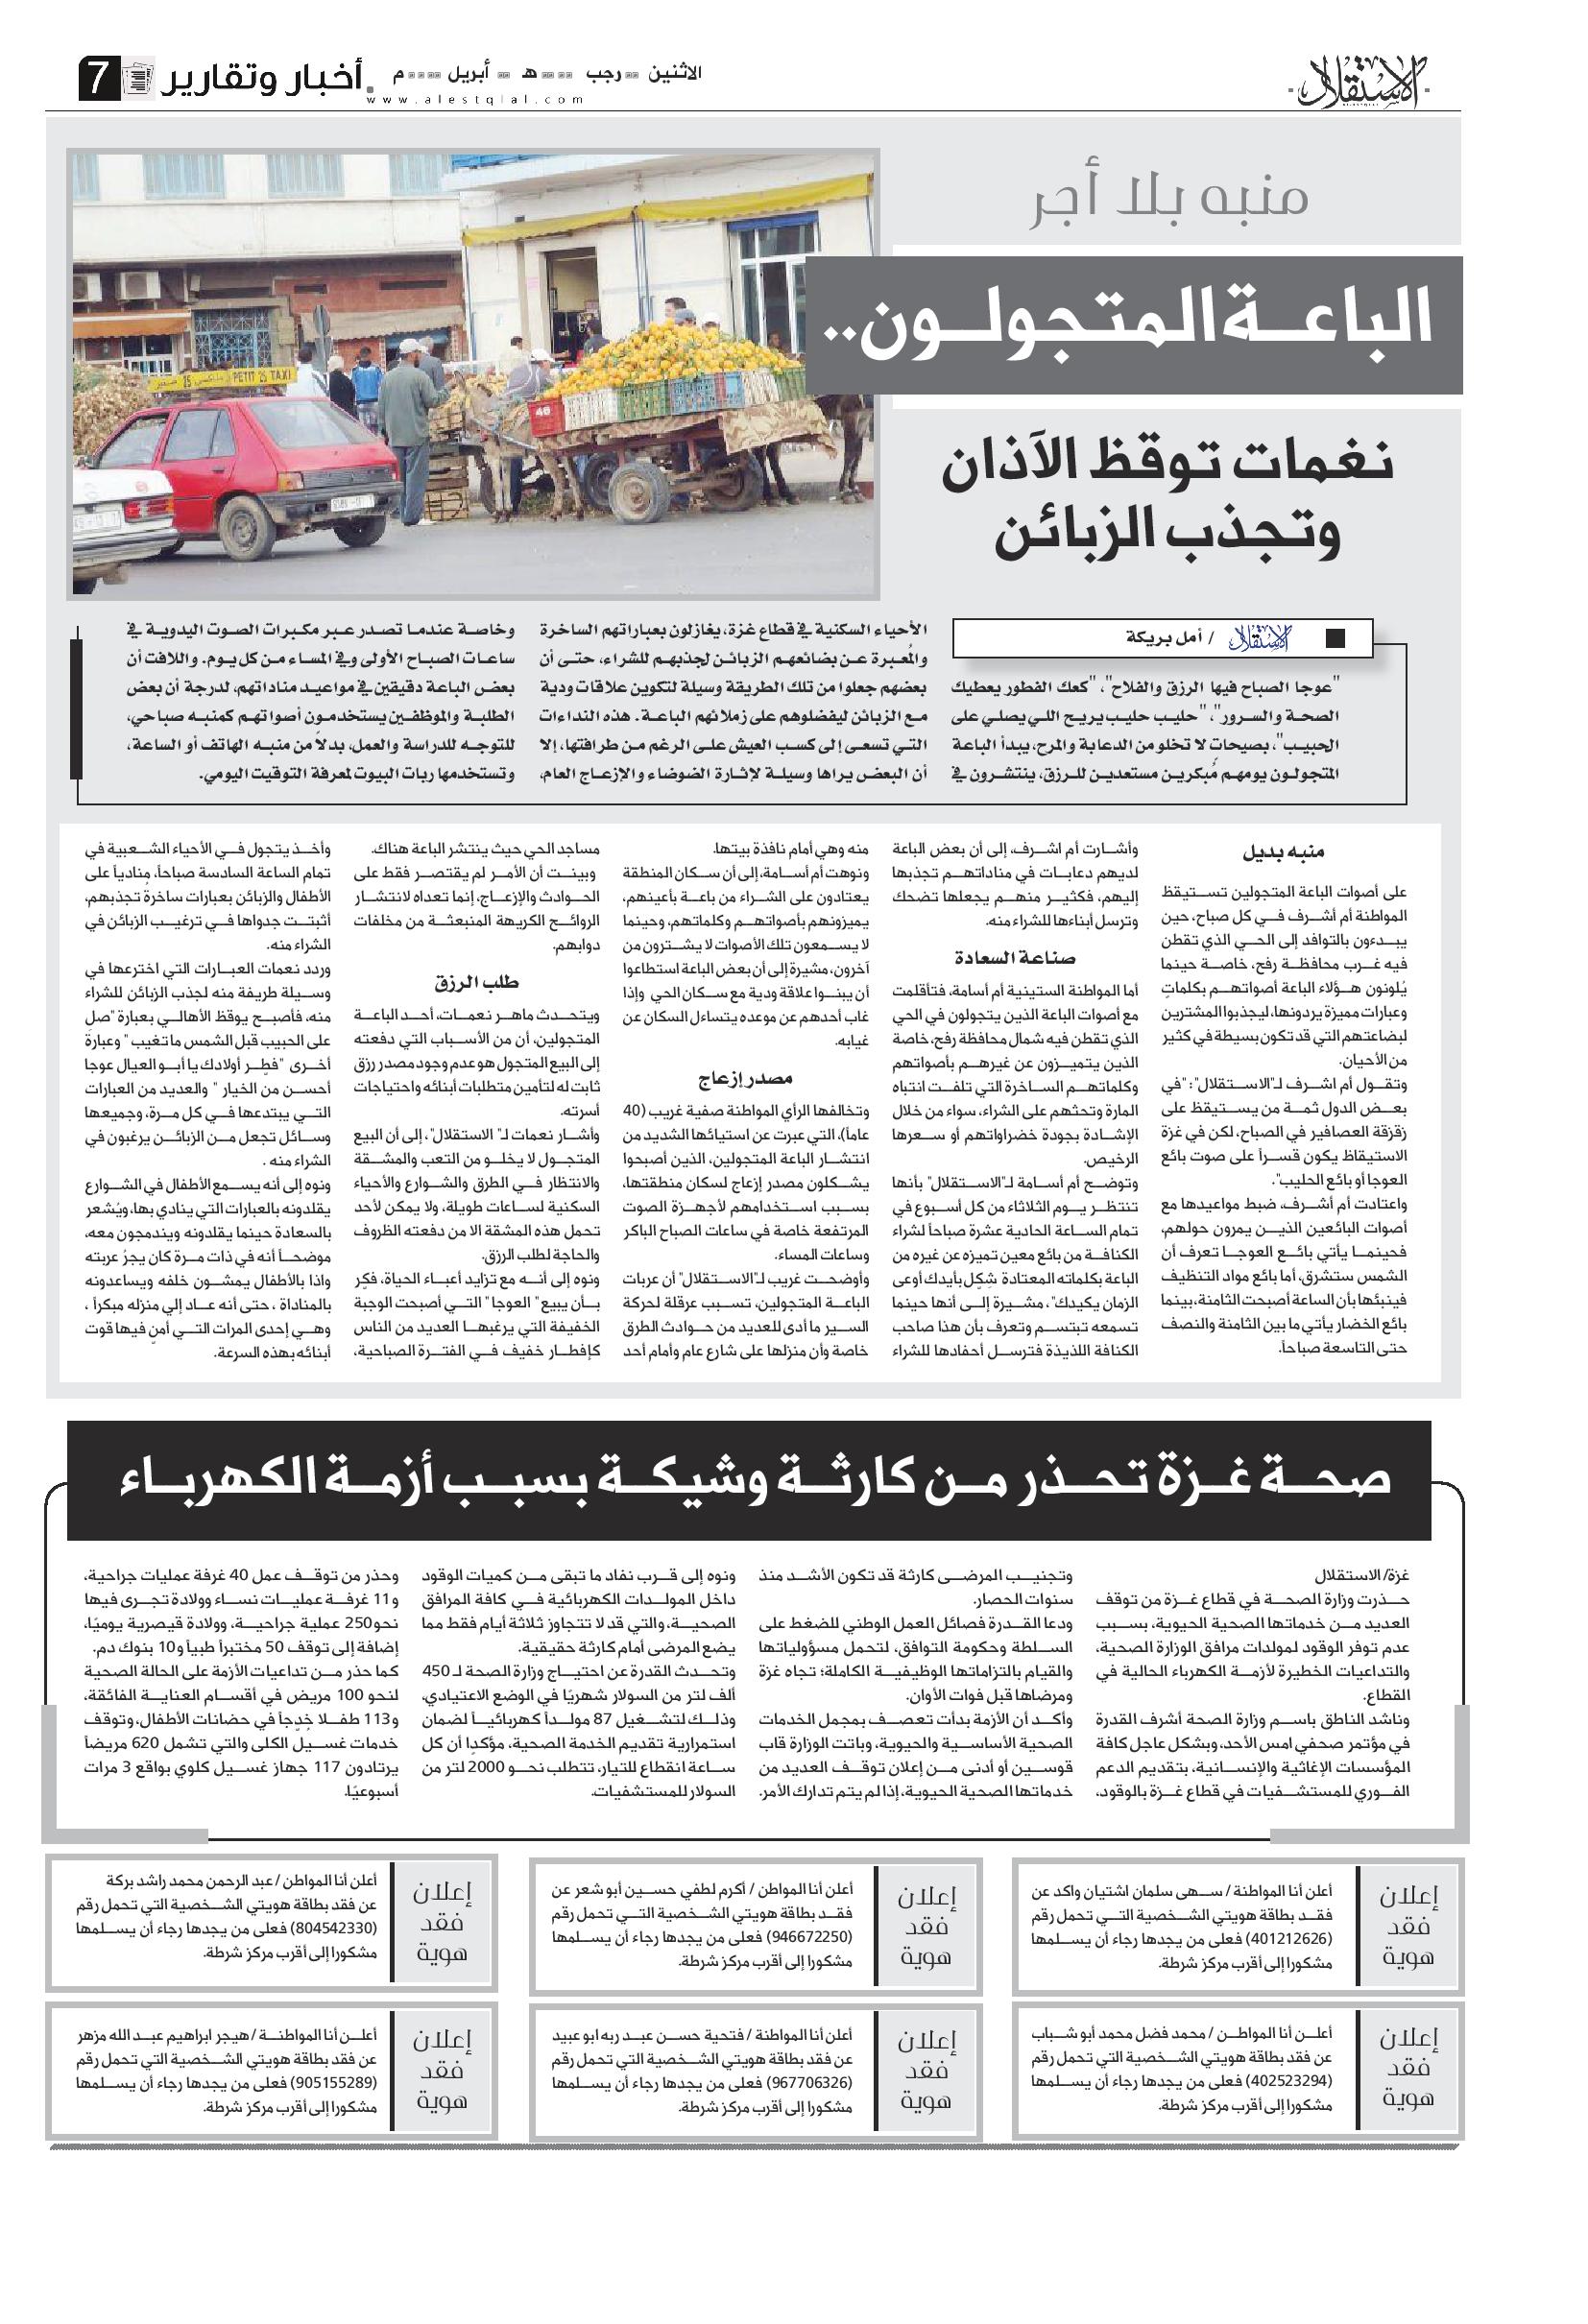 الاستقلال
الاثنين رجب هـ أبريل م
www.alestqlal.com
أخبار وتقارير
7
منبه بلا أجر
الباعة المتجولون..
نغمات توقظ الآذان
وتجذب الزبائن
PETIT TAXI 25
46
الاستقلال / أمل بريكة
"عوجا الصباح فيها الرزق والفلاح"، "كعك الفطور يعطيك
الصحة والسرور"، "حليب حليب يريح اللي يصلي على
الحبيب"، بصيحاتٍ لا تخلو من الدعابة والمرح، يبدأ الباعة
المتجولون يومهم مُبكرين مستعدين للرزق، ينتشرون في
الأحياء السكنية في قطاع غزة، يغازلون بعباراتهم الساخرة
والمُعبرة عن بضائعهم الزبائن لجذبهم للشراء، حتى أن
بعضهم جعلوا من تلك الطريقة وسيلة لتكوين علاقات ودية
مع الزبائن ليفضلوهم على زملائهم الباعة. هذه النداءات
التي تسعى إلى كسب العيش على الرغم من طرافتها، إلا
أن البعض يراها وسيلة لإثارة الضوضاء والإزعاج العام،
وخاصة عندما تصدر عبر مكبرات الصوت اليدوية في
ساعات الصباح الأولى وفي المساء من كل يوم. واللافت أن
بعض الباعة دقيقين في مواعيد مناداتهم، لدرجة أن بعض
الطلبة والموظفين يستخدمون أصواتهم كمنبه صباحي،
للتوجه للدراسة والعمل، بدلاً من منبه الهاتف أو الساعة،
وتستخدمها ربات البيوت لمعرفة التوقيت اليومي.
منبه بديل
على أصوات الباعة المتجولين تستيقظ
المواطنة أم أشرف في كل صباح، حين
يبدءون بالتوافد إلى الحي الذي تقطن
فيه غرب محافظة رفح، خاصة حينما
يُلونون هؤلاء الباعة أصواتهم بكلماتٍ
وعبارات مميزة يردونها، ليجذبوا المشترين
لبضاعتهم التي قد تكون بسيطة في كثير
من الأحيان.
وتقول أم اشرف لـ"الاستقلال": "في
بعض الدول ثمة من يستيقظ على
زقزقة العصافير في الصباح، لكن في غزة
الاستيقاظ يكون قسراً على صوت بائع
العوجا أو بائع الحليب".
واعتادت أم أشرف، ضبط مواعيدها مع
أصوات البائعين الذين يمرون حولهم،
فحينما يأتي بائع العوجا تعرف أن
الشمس ستشرق، أما بائع مواد التنظيف
فينبئها بأن الساعة أصبحت الثامنة، بينما
بائع الخضار يأتي ما بين الثامنة والنصف
حتى التاسعة صباحاً.
وأشارت أم اشرف، إلى أن بعض الباعة
لديهم دعابات في مناداتهم تجذبها
إليهم، فكثير منهم يجعلها تضحك
وترسل أبناءها للشراء منه.
صناعة السعادة
أما المواطنة الستينية أم أسامة، فتأقلمت
مع أصوات الباعة الذين يتجولون في الحي
الذي تقطن فيه شمال محافظة رفح، خاصة
الذين يتميزون عن غيرهم بأصواتهم
وكلماتهم الساخرة التي تلفت انتباه
المارة وتحثهم على الشراء، سواء من خلال
الإشادة بجودة خضراواتهم أو سعرها
الرخيص.
وتوضح أم أسامة لـ"الاستقلال" بأنها
تنتظر يوم الثلاثاء من كل أسبوع في
تمام الساعة الحادية عشرة صباحاً لشراء
الكنافة من بائع معين تميزه عن غيره من
الباعة بكلماته المعتادة شكل بأيدك أوعى
الزمان يكيدك"، مشيرة إلى أنها حينما
تسمعه تبتسم وتعرف بأن هذا صاحب
الكنافة اللذيذة فترسل أحفادها للشراء
منه وهي أمام نافذة بيتها.
ونوهت أم أسامة، إلى أن سكان المنطقة
يعتادون على الشراء من باعة بأعينهم،
يميزونهم بأصواتهم وكلماتهم، وحينما
لا يسمعون تلك الأصوات لا يشترون من
آخرون، مشيرة إلى أن بعض الباعة استطاعوا
أن يبنوا علاقة ودية مع سكان الحي وإذا
غاب أحدهم عن موعده يتساءل السكان عن
غيابه.
مصدر إزعاج
وتخالفها الرأي المواطنة صفية غريب (40
عاماً)، التي عبرت عن استيائها الشديد من
انتشار الباعة المتجولين، الذين أصبحوا
يشكلون مصدر إزعاج لسكان منطقتها،
بسبب استخدامهم لأجهزة الصوت
المرتفعة خاصة في ساعات الصباح الباكر
وساعات المساء.
وأوضحت غريب لـ"الاستقلال" أن عربات
الباعة المتجولين، تسبب عرقلة لحركة
السير ما أدى للعديد من حوادث الطرق
خاصة وأن منزلها على شارع عام وأمام أحد
مساجد الحي حيث ينتشر الباعة هناك.
وبينت أن الأمر لم يقتصر فقط على
الحوادث والإزعاج، إنما تعداه لانتشار
الروائح الكريهة المنبعثة من مخلفات
دوابهم.
طلب الرزق
ويتحدث ماهر نعمات، أحد الباعة
المتجولين، أن من الأسباب التي دفعته
إلى البيع المتجول هو عدم وجود مصدر رزق
ثابت له لتأمين متطلبات أبنائه واحتياجات
أسرته.
وأشار نعمات لـ" الاستقلال"، إلى أن البيع
المتجول لا يخلو من التعب والمشقة
والانتظار في الطرق والشوارع والأحياء
السكنية لساعات طويلة، ولا يمكن لأحد
تحمل هذه المشقة الا من دفعته الظروف
والحاجة لطلب الرزق.
ونوه إلى أنه مع تزايد أعباء الحياة، فكر
بأن يبيع" العوجا" التي أصبحت الوجبة
الخفيفة التي يرغبها العديد من الناس
كإفطار خفيف في الفترة الصباحية،
وأخذ يتجول في الأحياء الشعبية في
تمام الساعة السادسة صباحاً، منادياً على
الأطفال والزبائن بعبارات ساخرة تجذبهم،
أثبتت جدواها في ترغيب الزبائن في
الشراء منه.
وردد نعمات العبارات التي اخترعها في
وسيلة طريفة منه لجذب الزبائن للشراء
منه، فأصبح يوقظ الأهالي بعبارة "صل
على الحبيب قبل الشمس ما تغيب" وعبارة
أخرى "فطر أولادك يا أبو العيال عوجا
أحسن من الخيار" والعديد من العبارات
التي يبتدعها في كل مرة، وجميعها
وسائل تجعل من الزبائن يرغبون في
الشراء منه .
ونوه إلى أنه يسمع الأطفال في الشوارع
يقلدونه بالعبارات التي ينادي بها، ويُشعر
بالسعادة حينما يقلدونه ويندمجون معه،
موضحاً أنه في ذات مرة كان يجرُ عربته
واذا بالأطفال يمشون خلفه ويساعدونه
بالمناداة ، حتى أنه عاد إلي منزله مبكراً ،
وهي إحدى المرات التي أمن فيها قوت
أبنائه بهذه السرعة.
صحة غزة تحذر من كارثة وشيكة بسبب أزمة الكهرباء
غزة/ الاستقلال
حذرت وزارة الصحة في قطاع غزة من توقف
العديد من خدماتها الصحية الحيوية، بسبب
عدم توفر الوقود لمولدات مرافق الوزارة الصحية،
والتداعيات الخطيرة لأزمة الكهرباء الحالية في
القطاع.
وناشد الناطق باسم وزارة الصحة أشرف القدرة
في مؤتمر صحفي امس الأحد، وبشكل عاجل كافة
المؤسسات الإغاثية والإنسانية، بتقديم الدعم
الفوري للمستشفيات في قطاع غزة بالوقود،
وتجنيب المرضى كارثة قد تكون الأشد منذ
سنوات الحصار.
ودعا القدرة فصائل العمل الوطني للضغط على
السلطة وحكومة التوافق، لتحمل مسؤولياتها
والقيام بالتزاماتها الوظيفية الكاملة؛ تجاه غزة
ومرضاها قبل فوات الأوان.
وأكد أن الأزمة بدأت تعصف بمجمل الخدمات
الصحية الأساسية والحيوية، وباتت الوزارة قاب
قوسين أو أدنى من إعلان توقف العديد من
خدماتها الصحية الحيوية، إذا لم يتم تدارك الأمر.
ونوه إلى قرب نفاد ما تبقى من كميات الوقود
داخل المولدات الكهربائية في كافة المرافق
الصحية، والتي قد لا تتجاوز ثلاثة أيام فقط مما
يضع المرضى أمام كارثة حقيقية.
وتحدث القدرة عن احتياج وزارة الصحة لـ 450
ألف لتر من السولار شهريًا في الوضع الاعتيادي،
وذلك لتشغيل 87 مولداً كهربائياً لضمان
استمرارية تقديم الخدمة الصحية، مؤكدا أن كل
ساعة انقطاع للتيار، تتطلب نحو 2000 لتر من
السولار للمستشفيات.
وحذر من توقف عمل 40 غرفة عمليات جراحية،
و11 غرفة عمليات نساء وولادة تجرى فيها
نحو250 عملية جراحية، وولادة قيصرية يوميًا،
إضافة إلى توقف 50 مختبراً طبياً و10 بنوك دم.
كما حذر من تداعيات الأزمة على الحالة الصحية
لنحو 100 مريض في أقسام العناية الفائقة،
و113 طفلا خدجاً في حضانات الأطفال، وتوقف
خدمات غسيل الكلى والتي تشمل 620 مريضاً
يرتادون 117 جهاز غسيل كلوي بواقع 3 مرات
أسبوعيًا.
إعلان
فقد
هوية
أعلن أنا المواطنة / سهى سلمان اشتيان واكد عن
فقد بطاقة هويتي الشخصية التي تحمل رقم
(401212626) فعلى من يجدها رجاء أن يسلمها
مشكورا إلى أقرب مركز شرطة.
إعلان
فقد
هوية
أعلن أنا المواطن / أكرم لطفي حسين أبو شعر عن
فقد بطاقة هويتي الشخصية التي تحمل رقم
(946672250) فعلى من يجدها رجاء أن يسلمها
مشكورا إلى أقرب مركز شرطة.
إعلان
فقد
هوية
أعلن أنا المواطن / عبد الرحمن محمد راشد بركة
عن فقد بطاقة هويتي الشخصية التي تحمل رقم
(804542330) فعلى من يجدها رجاء أن يسلمها
مشكورا إلى أقرب مركز شرطة.
إعلان
فقد
هوية
أعلن أنا المواطن / محمد فضل محمد أبو شباب
عن فقد بطاقة هويتي الشخصية التي تحمل رقم
(402523294) فعلى من يجدها رجاء أن يسلمها
مشكورا إلى أقرب مركز شرطة.
إعلان
فقد
هوية
أعلن أنا المواطنة / فتحية حسن عبد ربه ابو عبيد
عن فقد بطاقة هويتي الشخصية التي تحمل رقم
(967706326) فعلى من يجدها رجاء أن يسلمها
مشكورا إلى أقرب مركز شرطة.
إعلان
فقد
هوية
أعلن أنا المواطنة / هيجر ابراهيم عبد الله مزهر
عن فقد بطاقة هويتي الشخصية التي تحمل رقم
(905155289) فعلى من يجدها رجاء أن يسلمها
مشكورا إلى أقرب مركز شرطة.